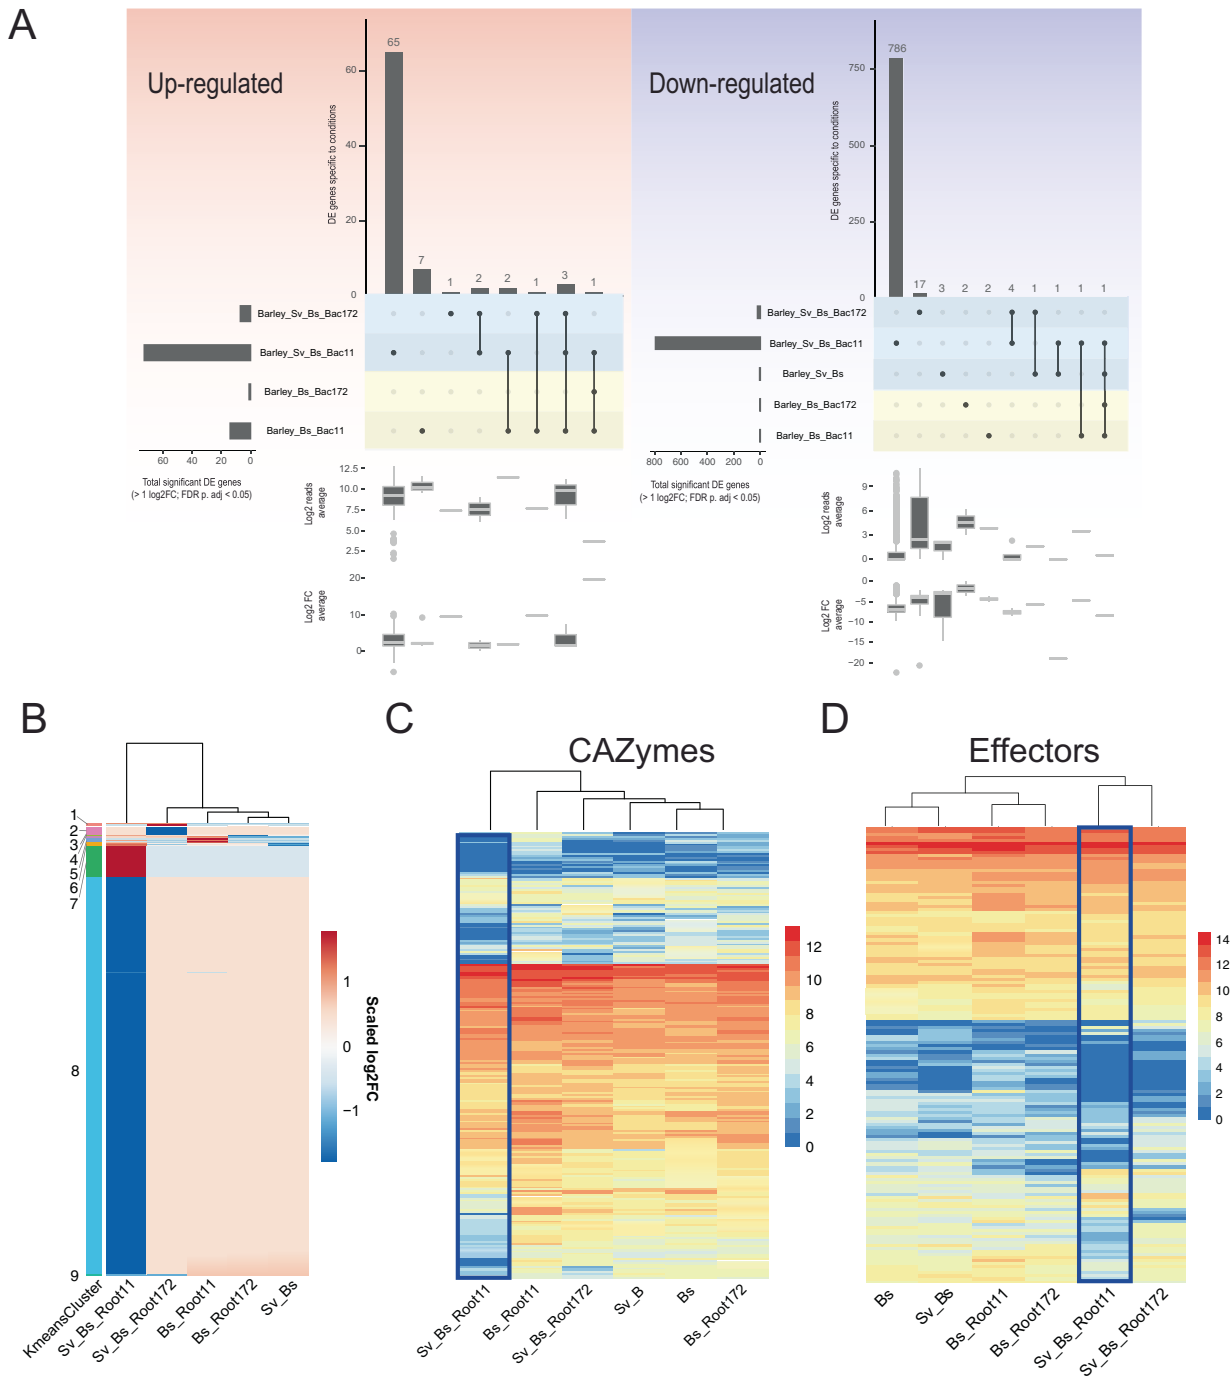 A
Up-regulated
DE genes specific to conditions
60
40
20
0
65
7
1
2
2
1
3
1
Barley_Sv_Bs_Bac172
Barley_Sv_Bs_Bac11
Barley_Bs_Bac172
Barley_Bs_Bac11
60
40
20
0
Total significant DE genes
(> 1 log2FC; FDR p. adj < 0.05)
Log2 reads
average
12.5
10.0
7.5
5.0
2.5
Log2 FC
average
20
10
0
Down-regulated
DE genes specific to conditions
750
500
250
0
786
17
3
2
2
4
1
1
1
1
Barley_Sv_Bs_Bac172
Barley_Sv_Bs_Bac11
Barley_Sv_Bs
Barley_Bs_Bac172
Barley_Bs_Bac11
800
600
400
200
0
Total significant DE genes
(> 1 log2FC; FDR p. adj < 0.05)
Log2 reads
average
9
6
3
0
Log2 FC
average
0
−5
−10
−15
−20
B
1
2
3
4
5
6
7
8
9
KmeansCluster
Sv_Bs_Root11
Sv_Bs_Root172
Bs_Root11
Bs_Root172
Sv_Bs
1
0
−1
Scaled log2FC
C
CAZymes
Sv_Bs_Root11
Bs_Root11
Sv_Bs_Root172
Sv_B
Bs
Bs_Root172
12
10
8
6
4
2
0
D
Effectors
Bs
Sv_Bs
Bs_Root11
Bs_Root172
Sv_Bs_Root11
Sv_Bs_Root172
14
12
10
8
6
4
2
0